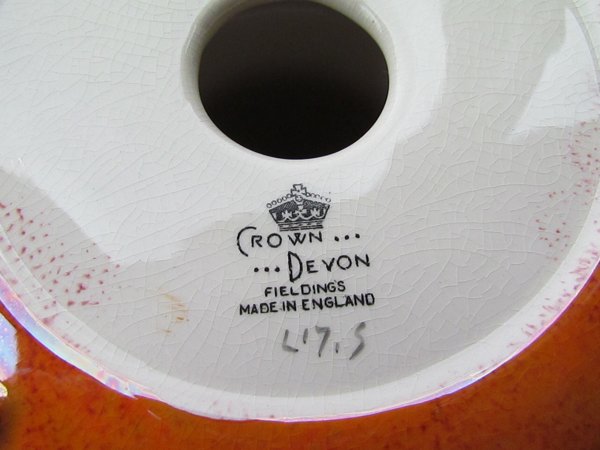 CROWN ...
... DEVON
FIELDINGS
MADE IN ENGLAND